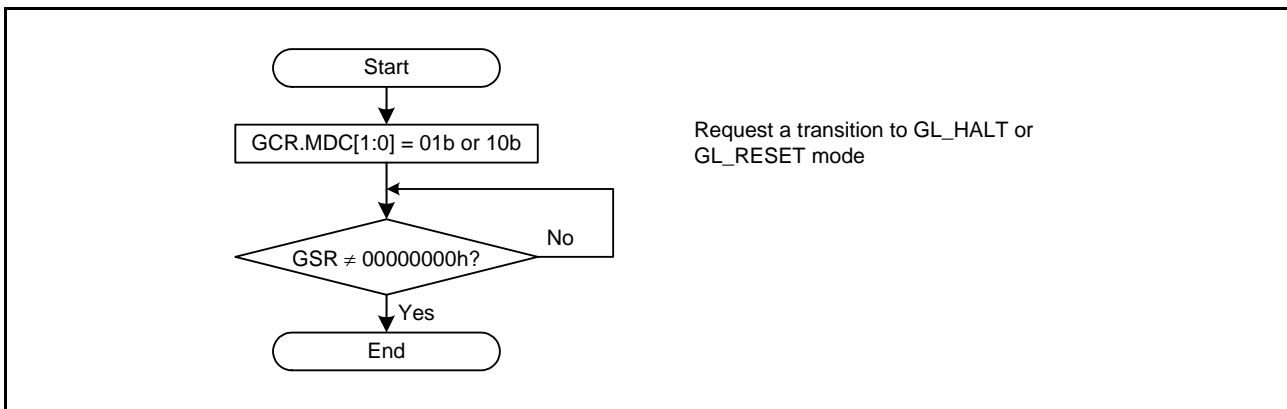 Start
GCR.MDC[1:0] = 01b or 10b
Request a transition to GL_HALT or
GL_RESET mode
No
GSR ≠ 00000000h?
Yes
End